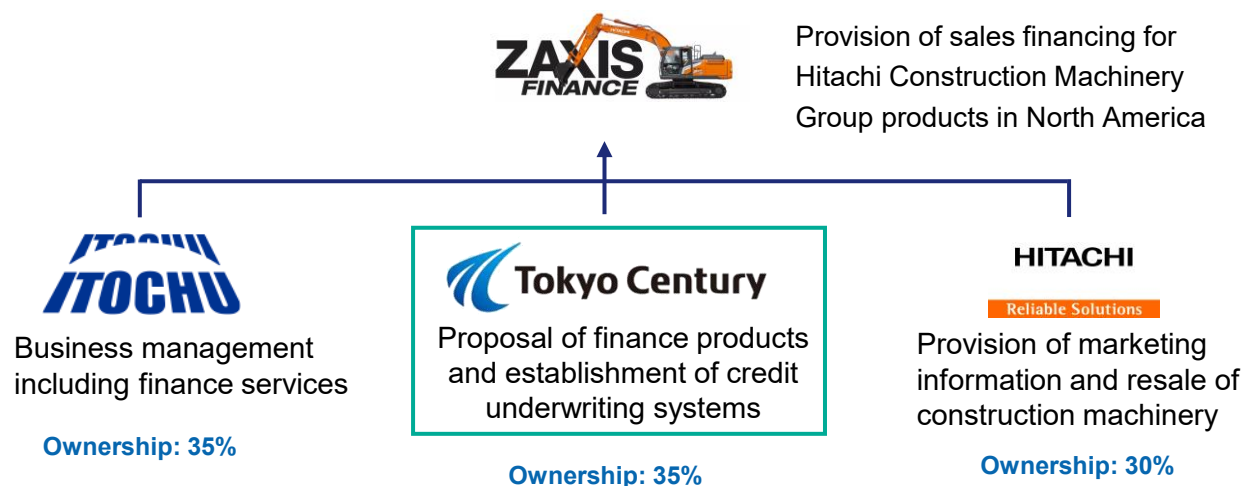 ZAXIS
FINANCE
HITACHI
Provision of sales financing for
Hitachi Construction Machinery
Group products in North America
ITOCHU
ITOCHU
Business management
including finance services
Ownership: 35%
Tokyo Century
Proposal of finance products
and establishment of credit
underwriting systems
Ownership: 35%
HITACHI
Reliable Solutions
Provision of marketing
information and resale of
construction machinery
Ownership: 30%